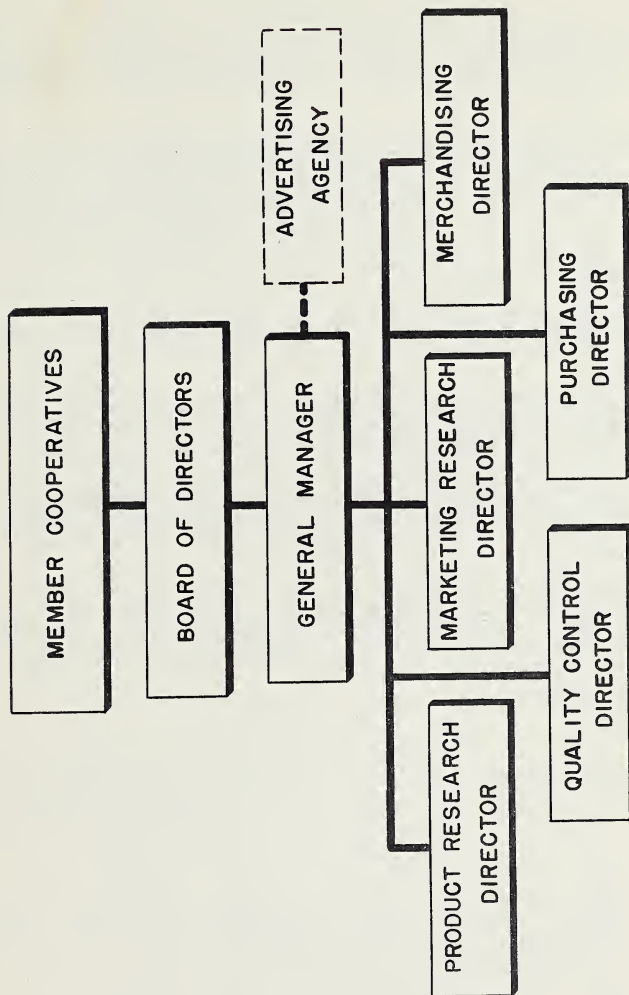 MEMBER COOPERATIVES
BOARD OF DIRECTORS
GENERAL MANAGER
ADVERTISING
AGENCY
PRODUCT RESEARCH
DIRECTOR
MARKETING RESEARCH
DIRECTOR
MERCHANDISING
DIRECTOR
QUALITY CONTROL
DIRECTOR
PURCHASING
DIRECTOR